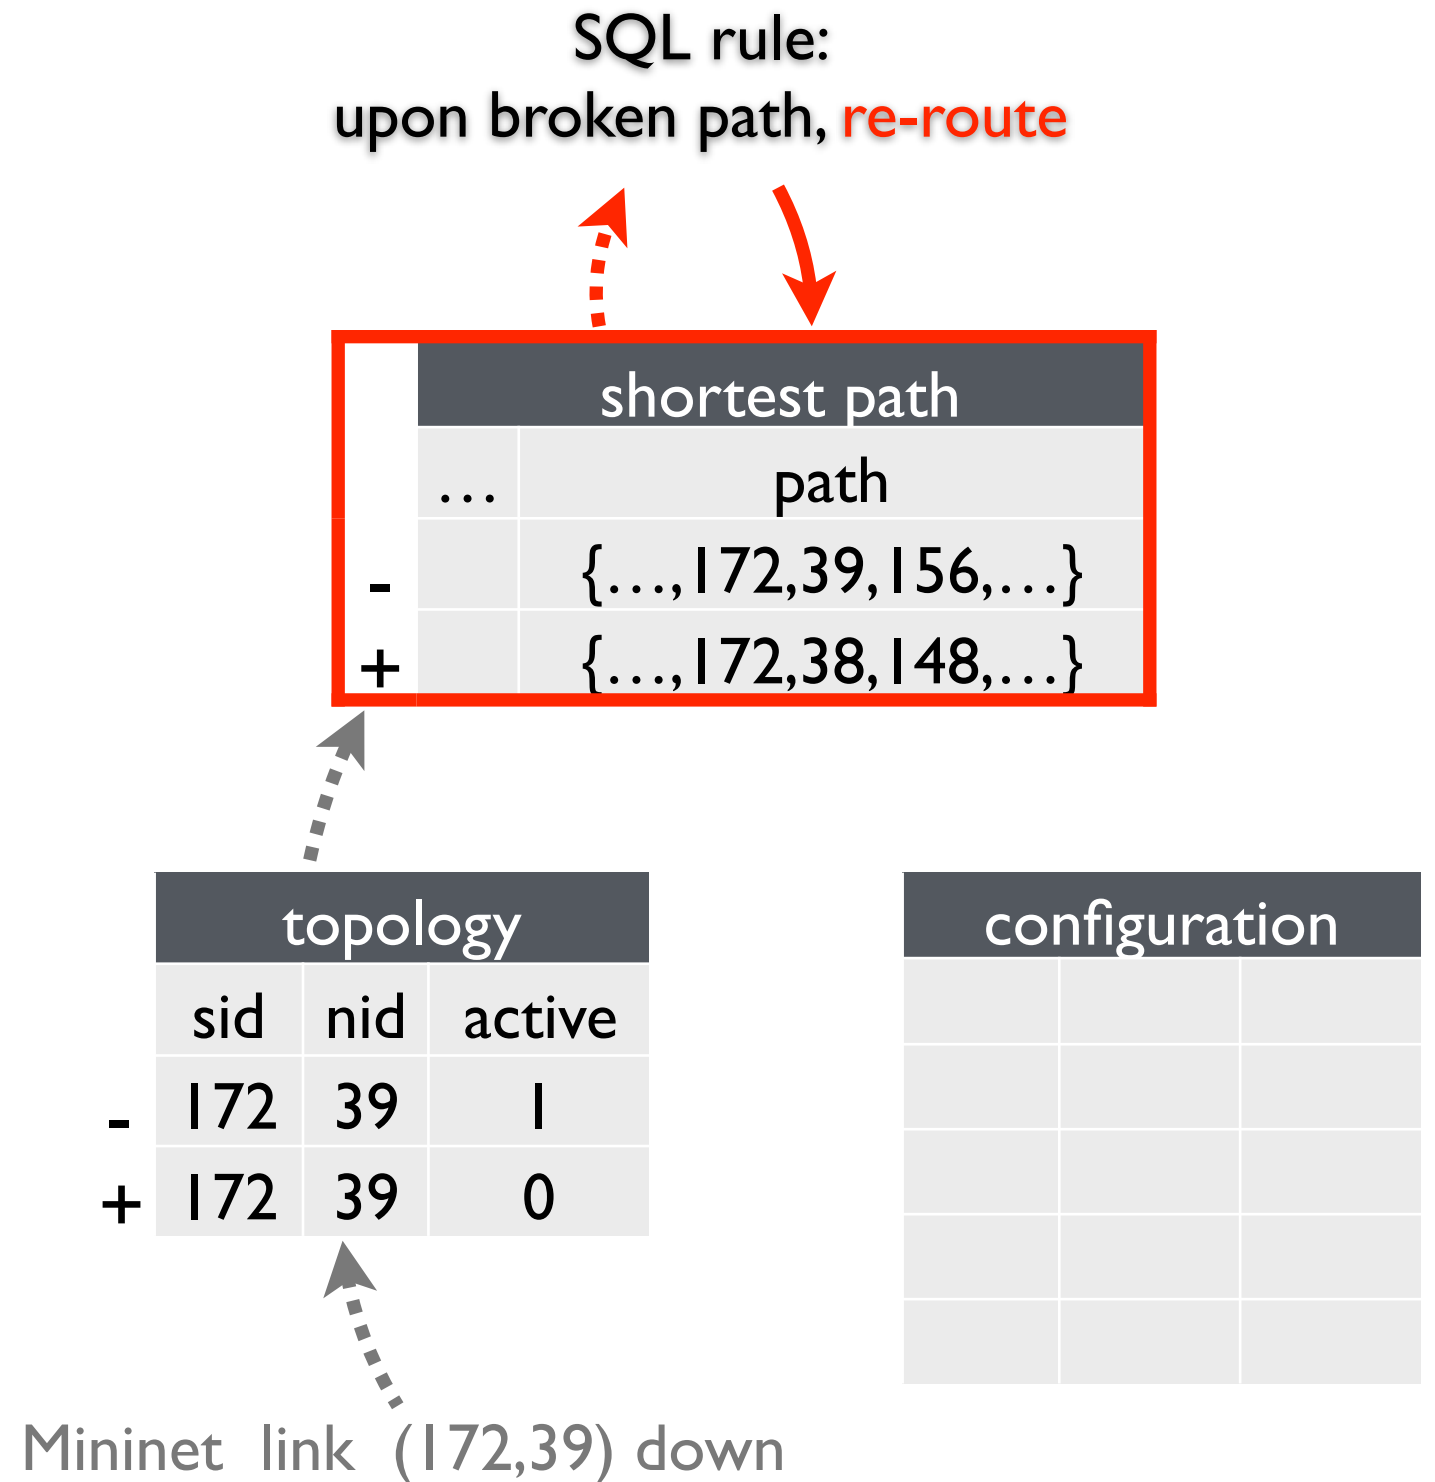 SQL rule:
upon broken path, re-route
shortest path
… path
- {…,172,39,156,…}
+ {…,172,38,148,…}
topology
sid nid active
- 172 39 1
+ 172 39 0
configuration
Mininet link (172,39) down